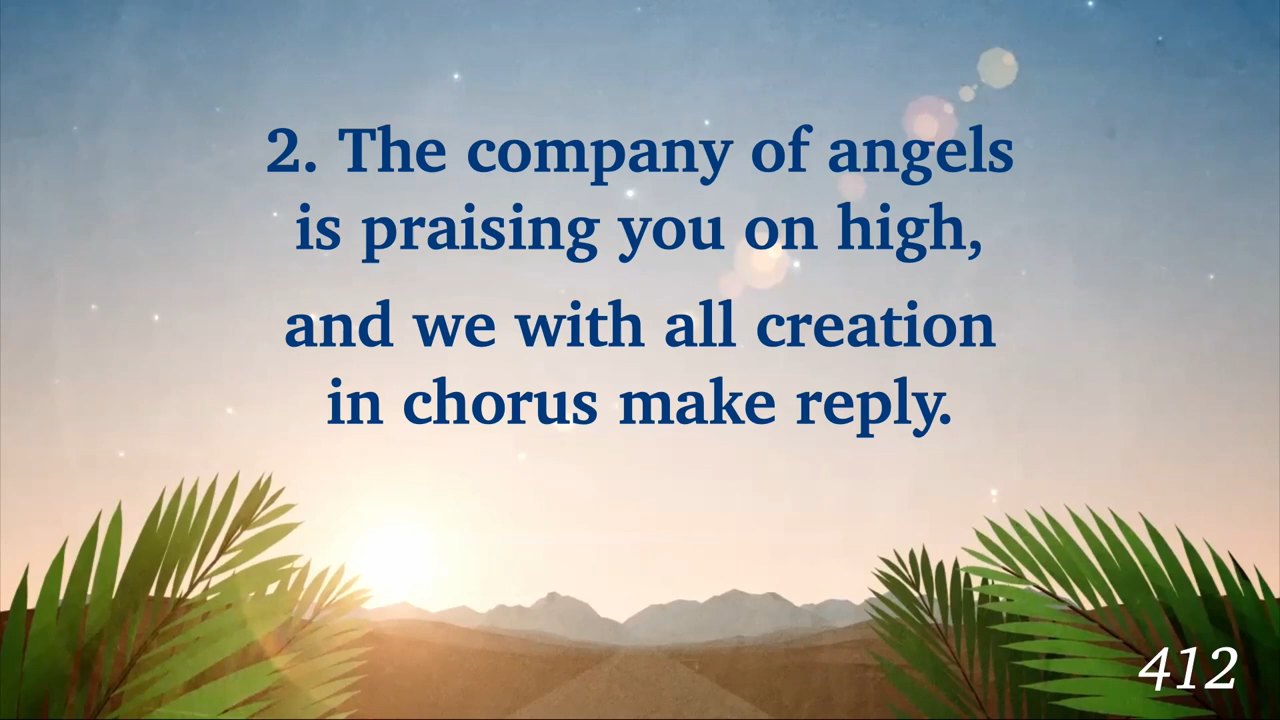 2. The company of angels
is praising you on high,
and we with all creation
in chorus make reply.
412